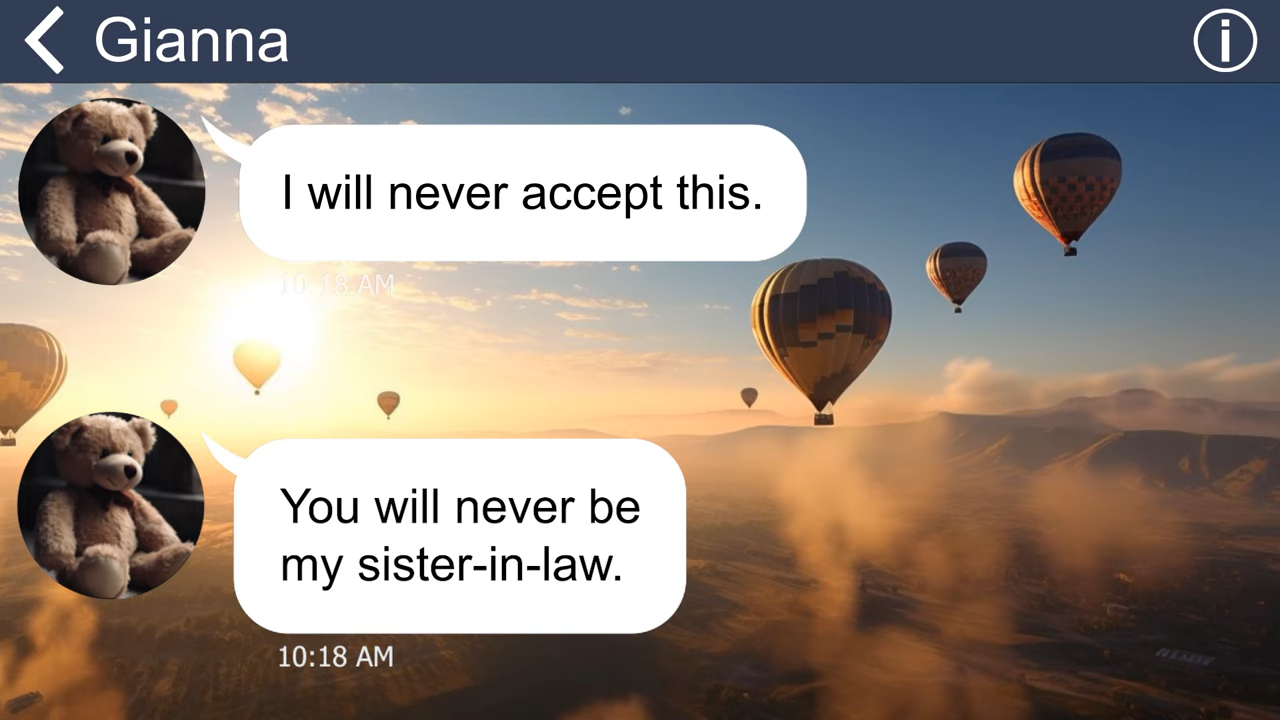 Gianna
I will never accept this.
10:18 AM
You will never be
my sister-in-law.
10:18 AM